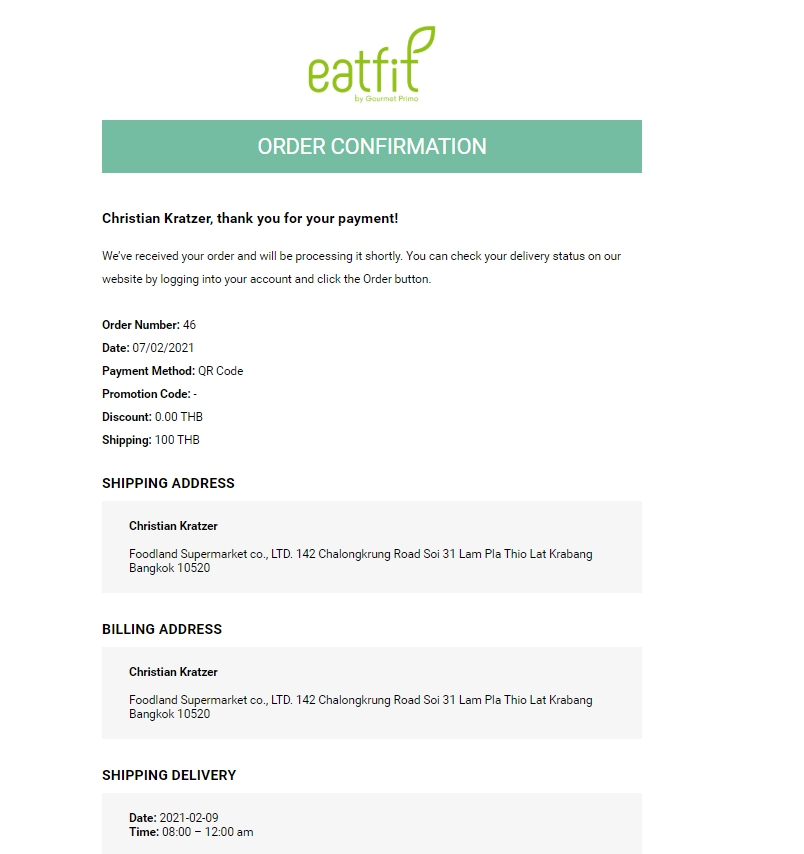 eatfit
by Gourmet Primo
ORDER CONFIRMATION
Christian Kratzer, thank you for your payment!
We've received your order and will be processing it shortly. You can check your delivery status on our
website by logging into your account and click the Order button.
Order Number: 46
Date: 07/02/2021
Payment Method: QR Code
Promotion Code: -
Discount: 0.00 THB
Shipping: 100 THB
SHIPPING ADDRESS
Christian Kratzer
Foodland Supermarket co., LTD. 142 Chalongkrung Road Soi 31 Lam Pla Thio Lat Krabang
Bangkok 10520
BILLING ADDRESS
Christian Kratzer
Foodland Supermarket co., LTD. 142 Chalongkrung Road Soi 31 Lam Pla Thio Lat Krabang
Bangkok 10520
SHIPPING DELIVERY
Date: 2021-02-09
Time: 08:00 – 12:00 am